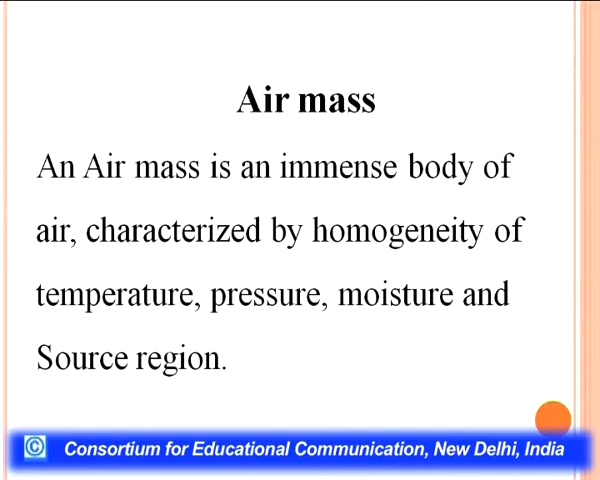 Air mass
An Air mass is an immense body of
air, characterized by homogeneity of
temperature, pressure, moisture and
Source region.
© Consortium for Educational Communication, New Delhi, India